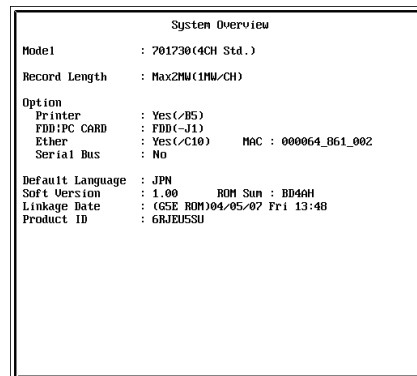 System Overview
Model : 701730(4CH Std.)
Record Length : Max2MW(1MW/CH)
Option
Printer : Yes(/B5)
FDD¦PC CARD : FDD(-J1)
Ether : Yes(/C10) MAC : 000064_861_002
Serial Bus : No
Default Language : JPN
Soft Version : 1.00 ROM Sum : BD4AH
Linkage Date : (G5E ROM)04/05/07 Fri 13:48
Product ID : 6RJEU5SU